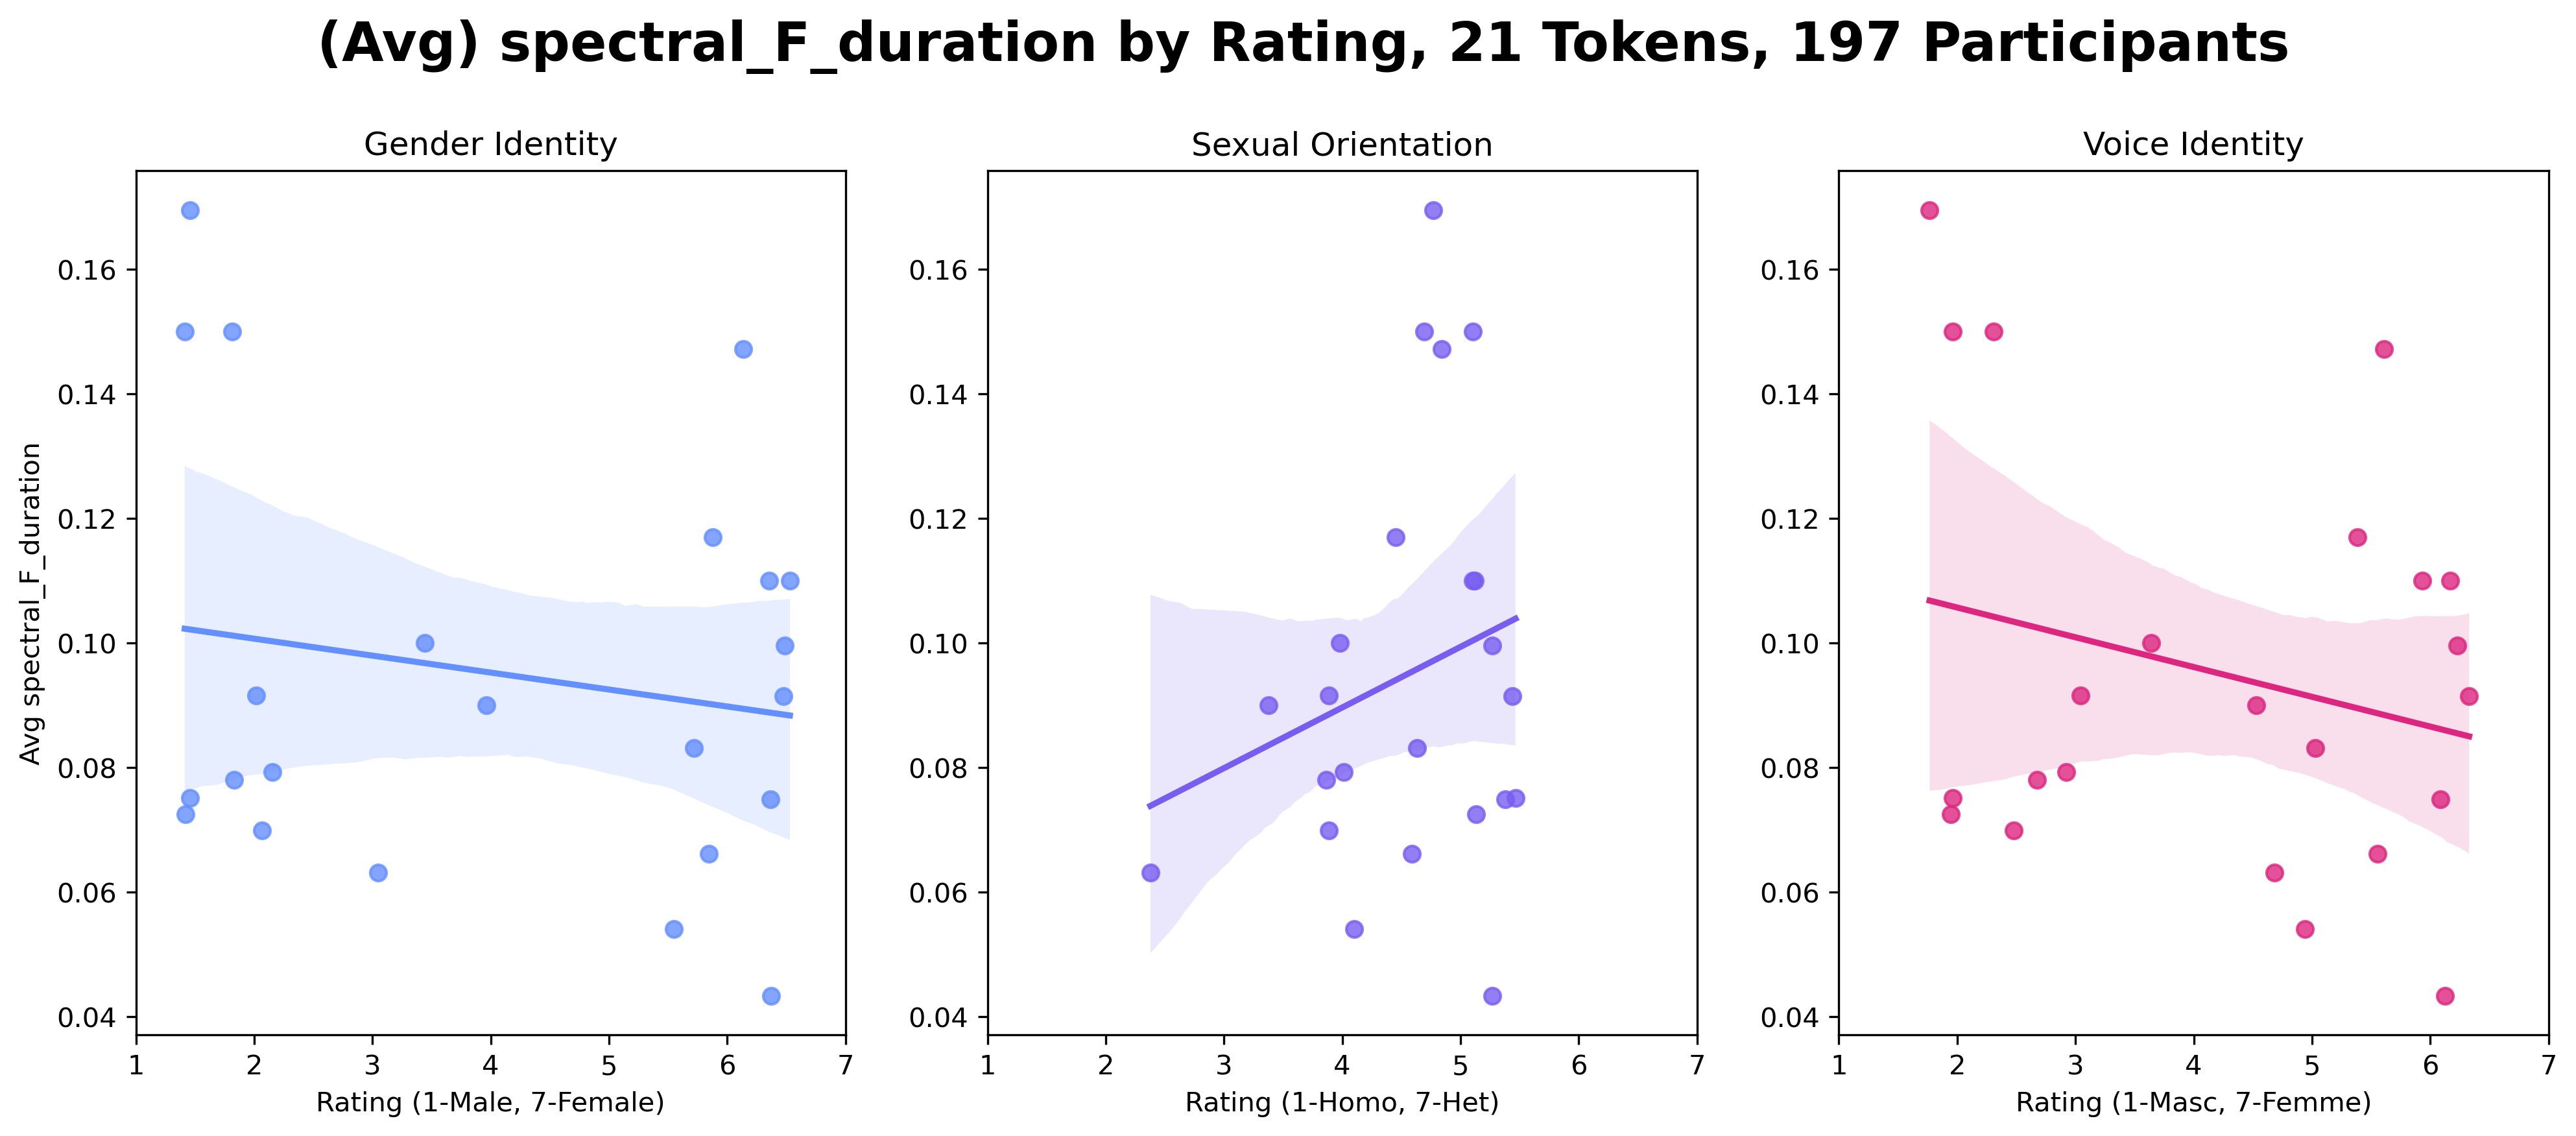 (Avg) spectral_F_duration by Rating, 21 Tokens, 197 Participants
Gender Identity
Avg spectral_F_duration
0.16
0.14
0.12
0.10
0.08
0.06
0.04
1 2 3 4 5 6 7
Rating (1-Male, 7-Female)
Sexual Orientation
0.16
0.14
0.12
0.10
0.08
0.06
0.04
1 2 3 4 5 6 7
Rating (1-Homo, 7-Het)
Voice Identity
0.16
0.14
0.12
0.10
0.08
0.06
0.04
1 2 3 4 5 6 7
Rating (1-Masc, 7-Femme)